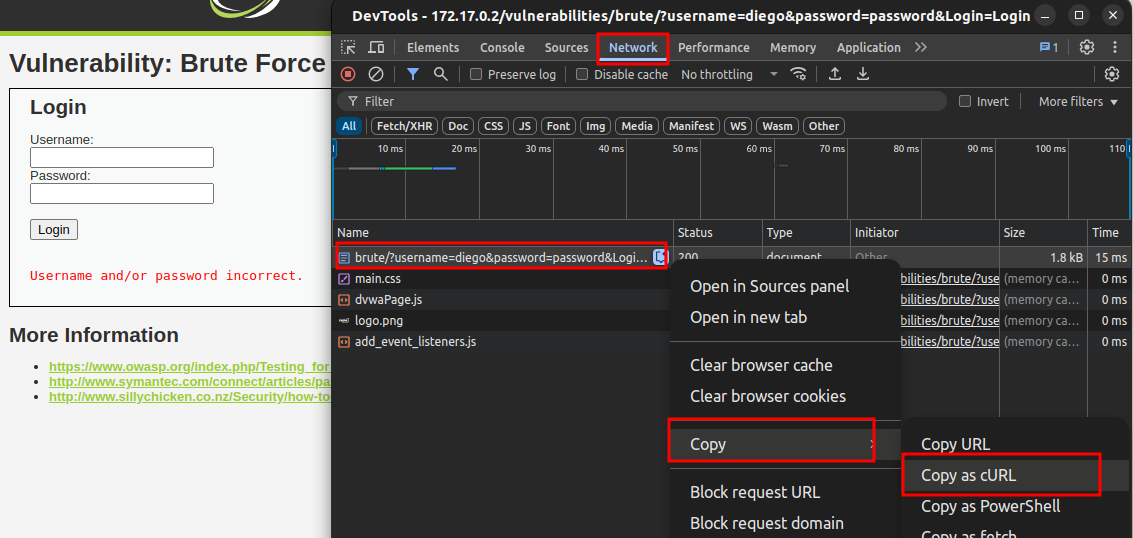 DevTools - 172.17.0.2/vulnerabilities/brute/?username=diego&password=password&Login=Login
Elements Console Sources Network Performance Memory Application 1
Preserve log Disable cache No throttling
Filter Invert More filters
All Fetch/XHR Doc CSS JS Font Img Media Manifest WS Wasm Other
10 ms 20 ms 30 ms 40 ms 50 ms 60 ms 70 ms 80 ms 90 ms 100 ms 110
Name Status Type Initiator Size Time
brute/?username=diego&password=password&Logi... 200 document Other 1.8 kB 15 ms
main.css bilities/brute/?use (memory ca... 0 ms
dvwaPage.js bilities/brute/?use (memory ca... 0 ms
logo.png bilities/brute/?use (memory ca... 0 ms
add_event_listeners.js bilities/brute/?use (memory ca... 0 ms
Open in Sources panel
Open in new tab
Clear browser cache
Clear browser cookies
Copy
Block request URL
Block request domain
Copy URL
Copy as cURL
Copy as PowerShell
Copy as fetch
Vulnerability: Brute Force
Login
Username:
Password:
Login
Username and/or password incorrect.
More Information
https://www.owasp.org/index.php/Testing_for
http://www.symantec.com/connect/articles/pa
http://www.sillychicken.co.nz/Security/how-to